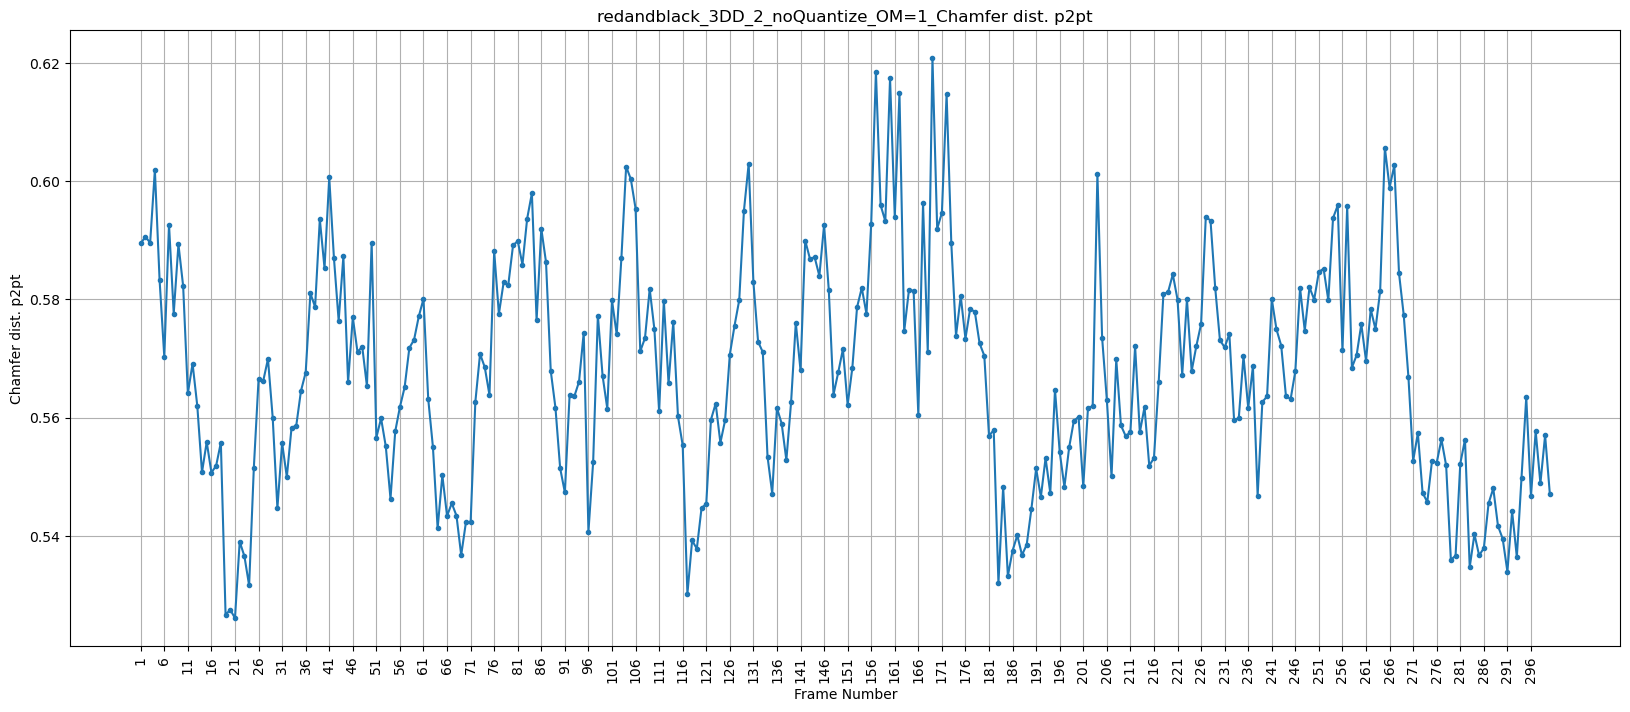 redandblack_3DD_2_noQuantize_OM=1_Chamfer dist. p2pt
Chamfer dist. p2pt
0.62
0.60
0.58
0.56
0.54
1 6 11 16 21 26 31 36 41 46 51 56 61 66 71 76 81 86 91 96 101 106 111 116 121 126 131 136 141 146 151 156 161 166 171 176 181 186 191 196 201 206 211 216 221 226 231 236 241 246 251 256 261 266 271 276 281 286 291 296
Frame Number